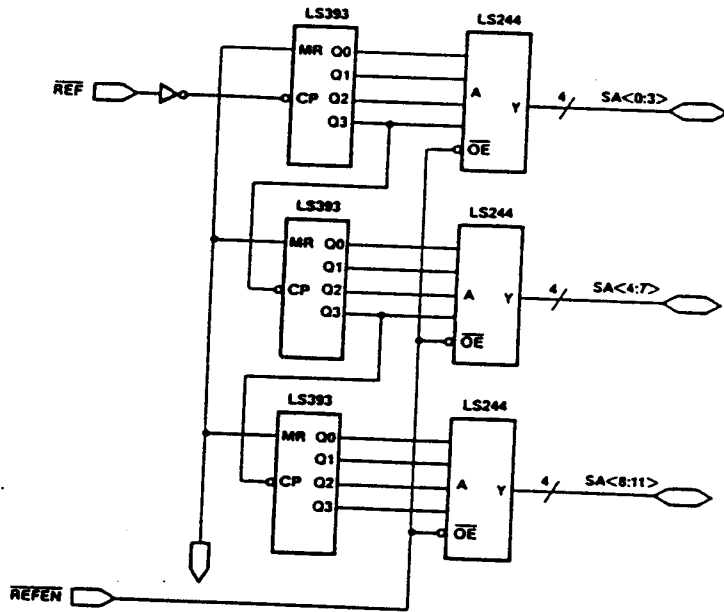 LS393
LS244
MR Q0
Q1
REF
CP Q2
A
Y
4
SA<0:3>
Q3
OE
LS393
LS244
MR Q0
Q1
CP Q2
A
Y
4
SA<4:7>
Q3
OE
LS393
LS244
MR Q0
Q1
CP Q2
A
Y
4
SA<8:11>
Q3
OE
REFEN